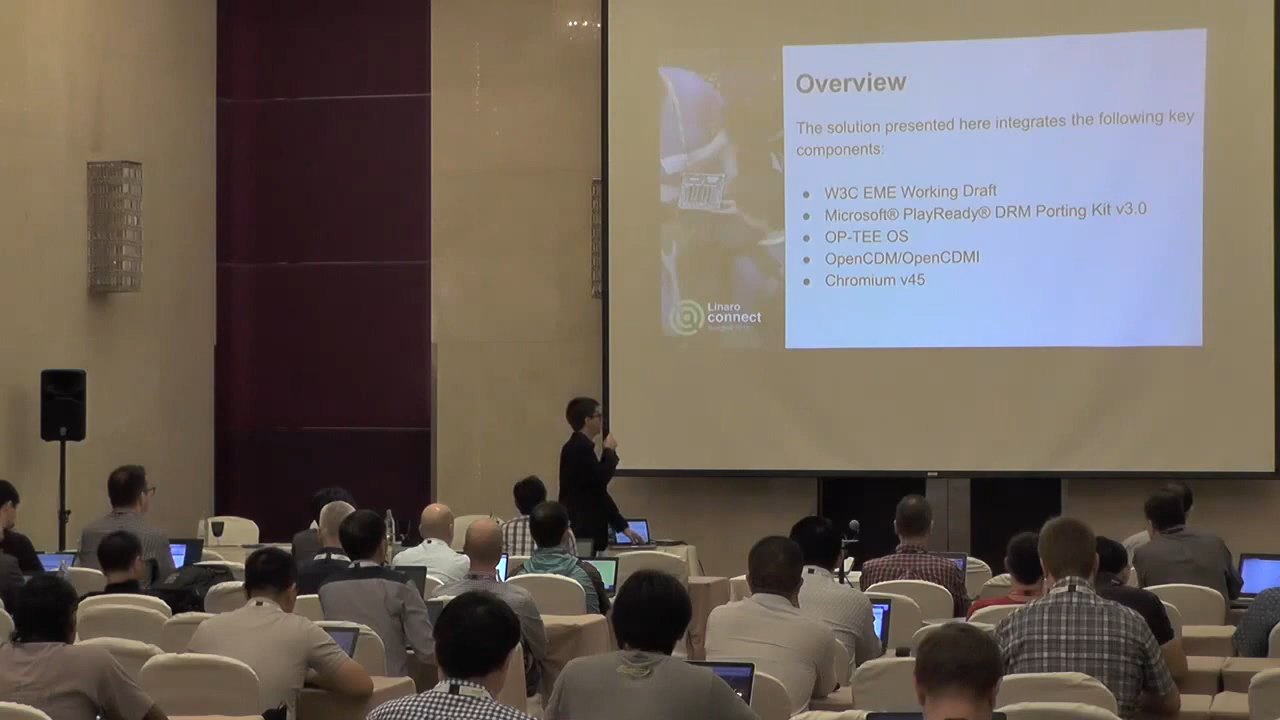 Overview
The solution presented here integrates the following key
components:
● W3C EME Working Draft
● Microsoft® PlayReady® DRM Porting Kit v3.0
● OP-TEE OS
● OpenCDM/OpenCDMI
● Chromium v45
Linaro
connect